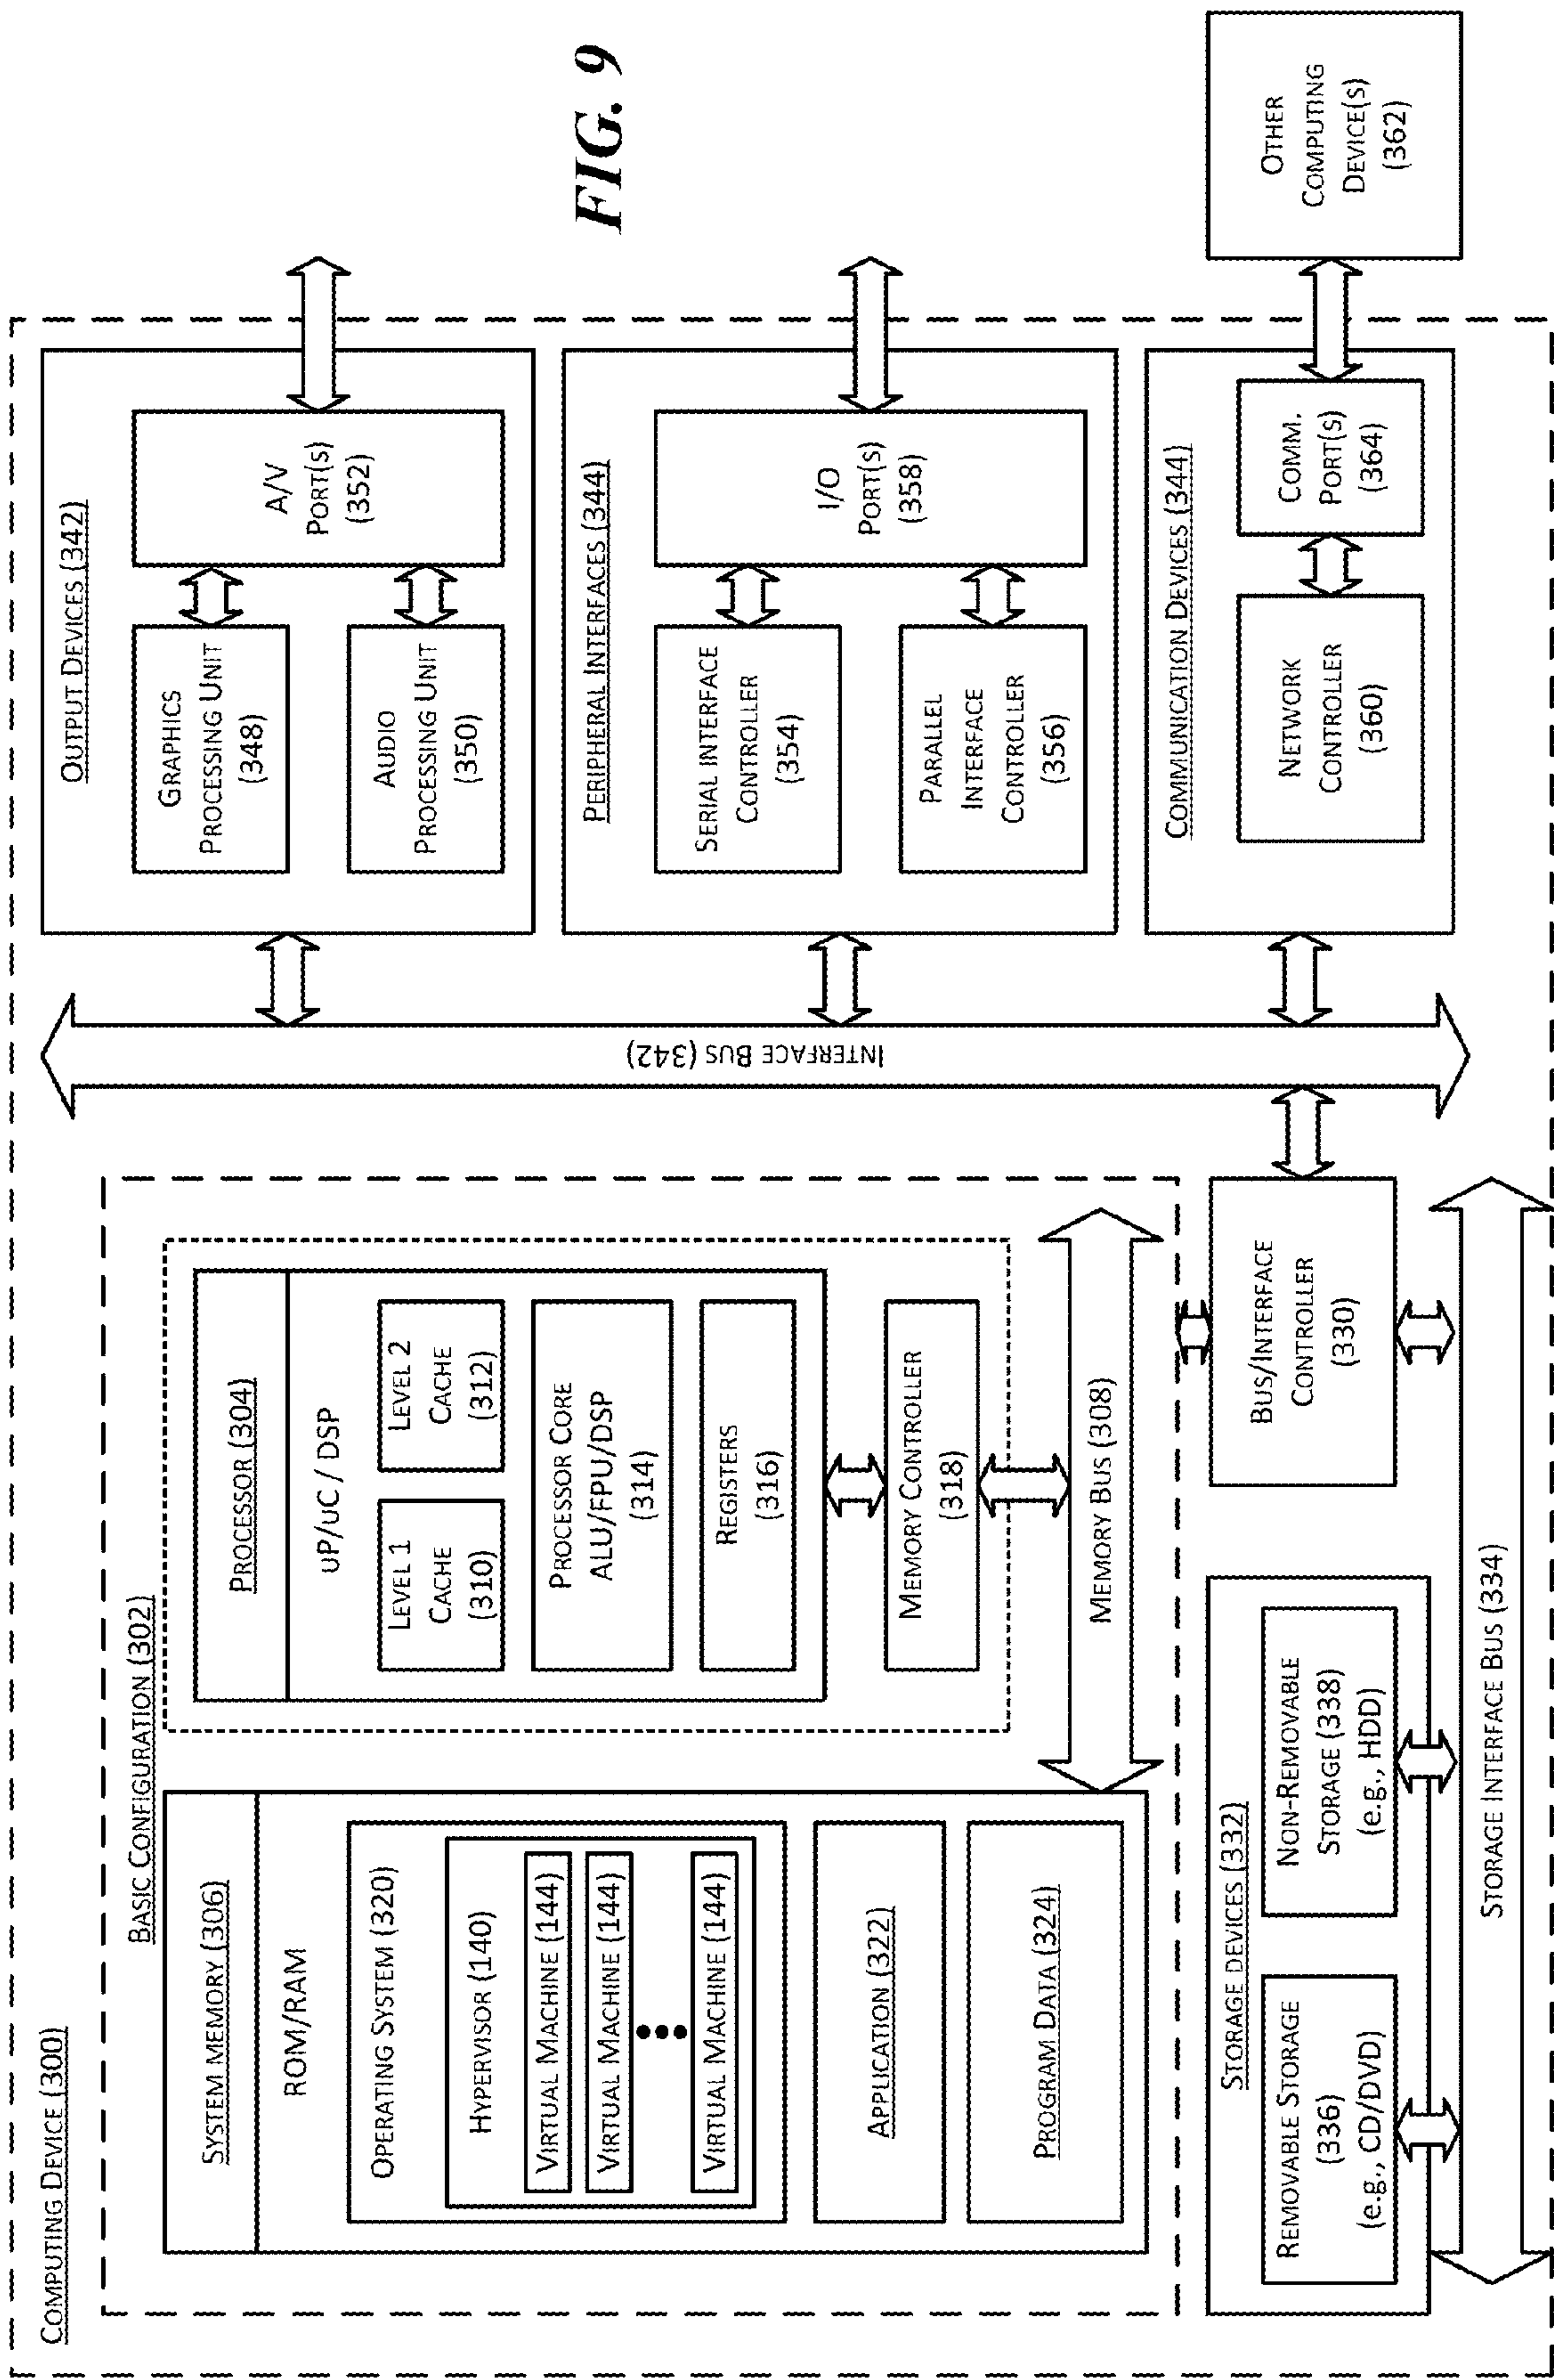 COMPUTING DEVICE (300)
BASIC CONFIGURATION (302)
SYSTEM MEMORY (306)
ROM/RAM
OPERATING SYSTEM (320)
HYPERVISOR (140)
VIRTUAL MACHINE (144)
VIRTUAL MACHINE (144)
VIRTUAL MACHINE (144)
APPLICATION (322)
PROGRAM DATA (324)
PROCESSOR (304)
uP/uC / DSP
LEVEL 1
CACHE
(310)
LEVEL 2
CACHE
(312)
PROCESSOR CORE
ALU/FPU/DSP
(314)
REGISTERS
(316)
MEMORY CONTROLLER
(318)
MEMORY BUS (308)
BUS/INTERFACE
CONTROLLER
(330)
STORAGE DEVICES (332)
REMOVABLE STORAGE
(336)
(e.g., CD/DVD)
NON-REMOVABLE
STORAGE (338)
(e.g., HDD)
STORAGE INTERFACE BUS (334)
INTERFACE BUS (342)
OUTPUT DEVICES (342)
GRAPHICS
PROCESSING UNIT
(348)
AUDIO
PROCESSING UNIT
(350)
A/V
PORT(S)
(352)
PERIPHERAL INTERFACES (344)
SERIAL INTERFACE
CONTROLLER
(354)
PARALLEL
INTERFACE
CONTROLLER
(356)
I/O
PORT(S)
(358)
COMMUNICATION DEVICES (344)
NETWORK
CONTROLLER
(360)
COMM.
PORT(S)
(364)
OTHER
COMPUTING
DEVICE(S)
(362)
FIG. 9